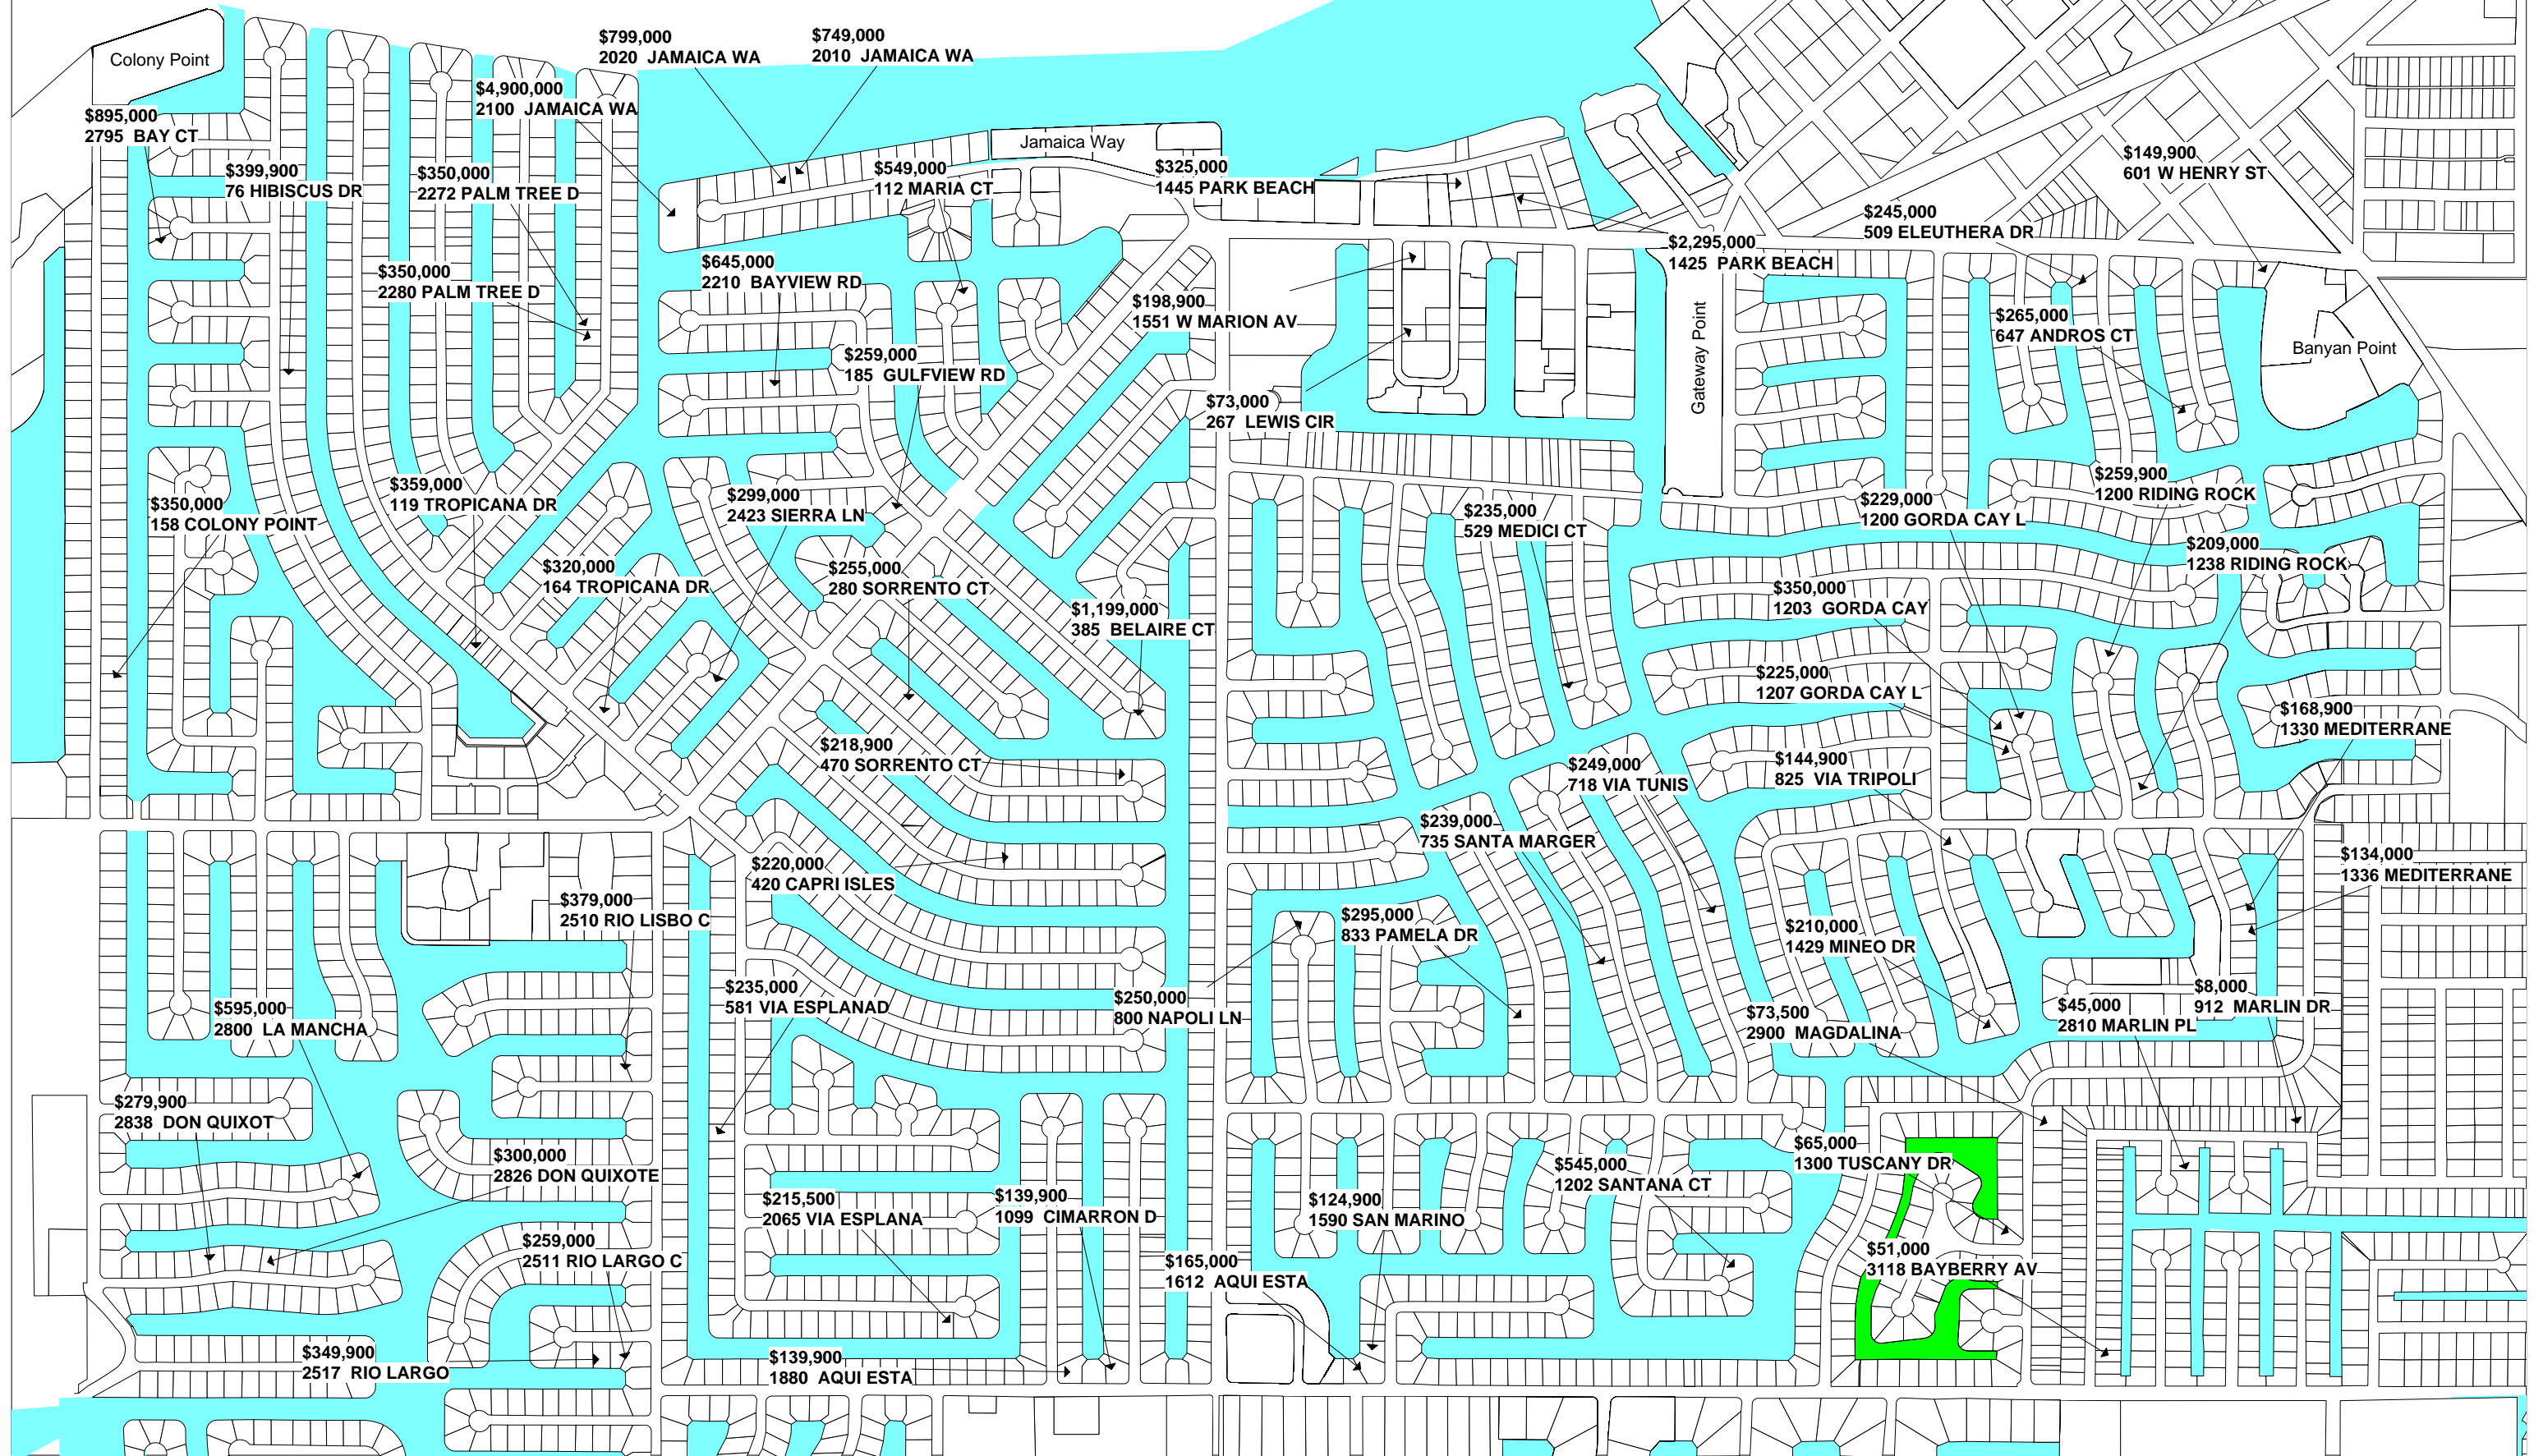 $799,000
2020 JAMAICA WA
$749,000
2010 JAMAICA WA
Colony Point
$4,900,000
2100 JAMAICA WA
$895,000
2795 BAY CT
Jamaica Way
$399,900
76 HIBISCUS DR
$350,000
2272 PALM TREE D
$549,000
112 MARIA CT
$325,000
1445 PARK BEACH
$149,900
601 W HENRY ST
$245,000
509 ELEUTHERA DR
$2,295,000
1425 PARK BEACH
$350,000
2280 PALM TREE D
$645,000
2210 BAYVIEW RD
$198,900
1551 W MARION AV
Gateway Point
$265,000
647 ANDROS CT
Banyan Point
$259,000
185 GULFVIEW RD
$73,000
267 LEWIS CIR
$359,000
119 TROPICANA DR
$299,000
2423 SIERRA LN
$350,000
158 COLONY POINT
$235,000
529 MEDICI CT
$229,000
1200 GORDA CAY L
$259,900
1200 RIDING ROCK
$209,000
1238 RIDING ROCK
$320,000
164 TROPICANA DR
$255,000
280 SORRENTO CT
$1,199,000
385 BELAIRE CT
$350,000
1203 GORDA CAY
$225,000
1207 GORDA CAY L
$168,900
1330 MEDITERRANE
$218,900
470 SORRENTO CT
$249,000
718 VIA TUNIS
$144,900
825 VIA TRIPOLI
$239,000
735 SANTA MARGER
$134,000
1336 MEDITERRANE
$220,000
420 CAPRI ISLES
$379,000
2510 RIO LISBO C
$295,000
833 PAMELA DR
$210,000
1429 MINEO DR
$235,000
581 VIA ESPLANAD
$250,000
800 NAPOLI LN
$8,000
912 MARLIN DR
$45,000
2810 MARLIN PL
$73,500
2900 MAGDALINA
$595,000
2800 LA MANCHA
$279,900
2838 DON QUIXOT
$300,000
2826 DON QUIXOTE
$65,000
1300 TUSCANY DR
$545,000
1202 SANTANA CT
$215,500
2065 VIA ESPLANA
$139,900
1099 CIMARRON D
$124,900
1590 SAN MARINO
$259,000
2511 RIO LARGO C
$165,000
1612 AQUI ESTA
$51,000
3118 BAYBERRY AV
$349,900
2517 RIO LARGO
$139,900
1880 AQUI ESTA